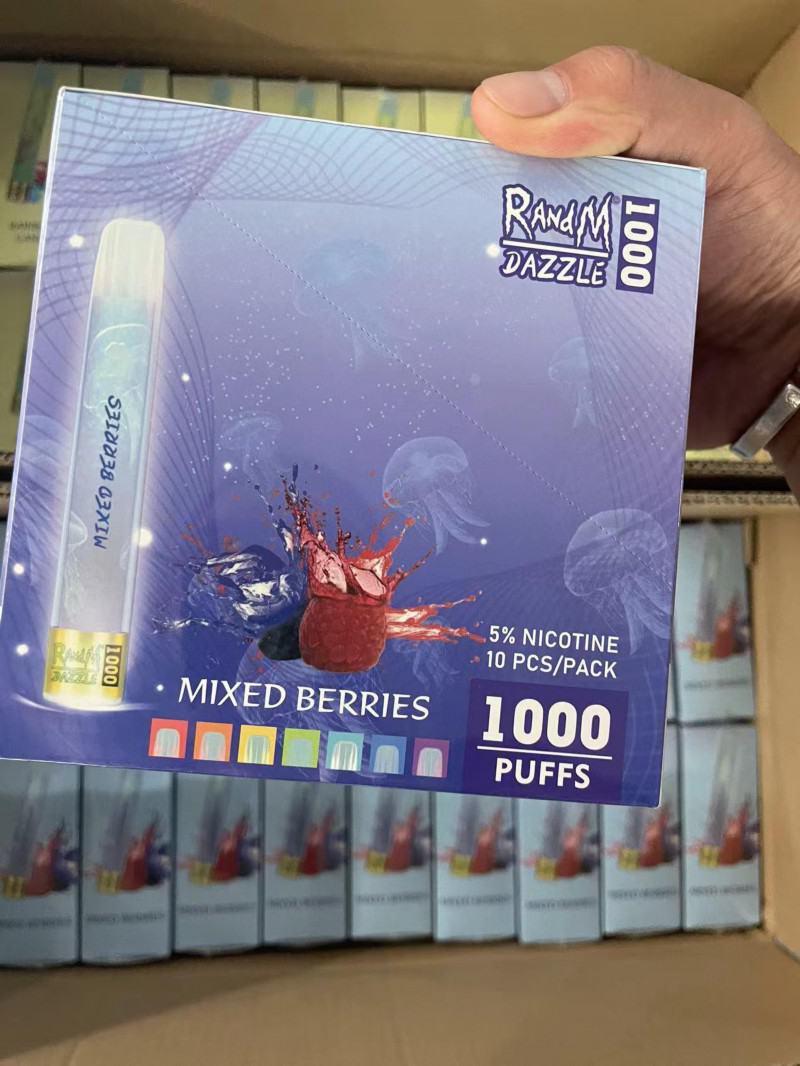 RANDM
DAZZLE
1000
MIXED BERRIES
RANDM
DAZZLE
1000
5% NICOTINE
10 PCS/PACK
MIXED BERRIES
1000
PUFFS